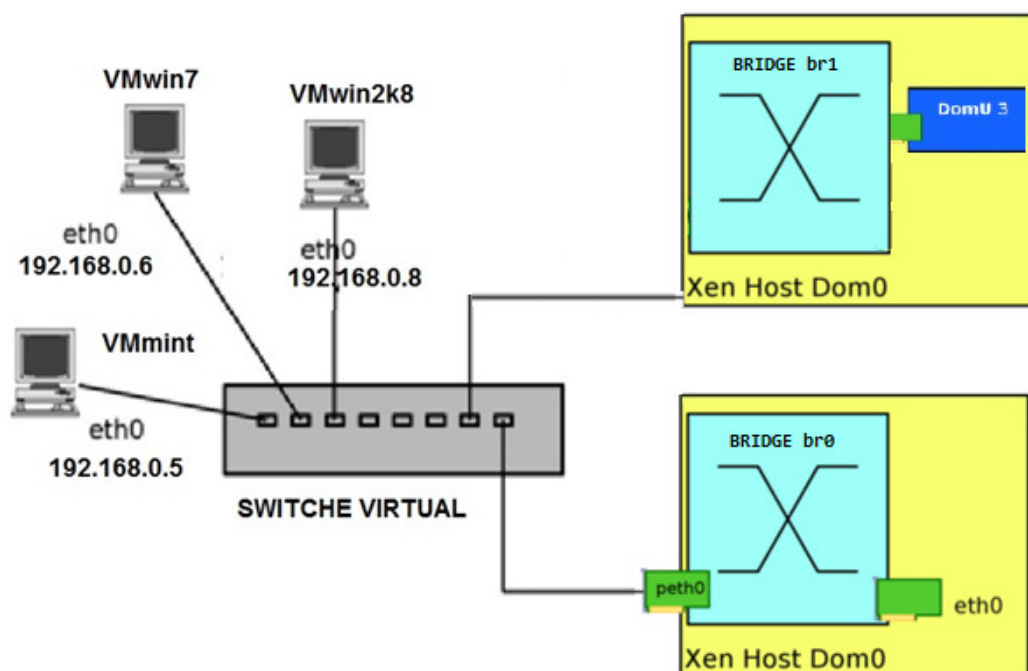 VMwin7
VMwin2k8
eth0
192.168.0.6
eth0
192.168.0.8
VMmint
eth0
192.168.0.5
SWITCHE VIRTUAL
BRIDGE br1
DomU 3
Xen Host Dom0
BRIDGE br0
peth0
eth0
Xen Host Dom0